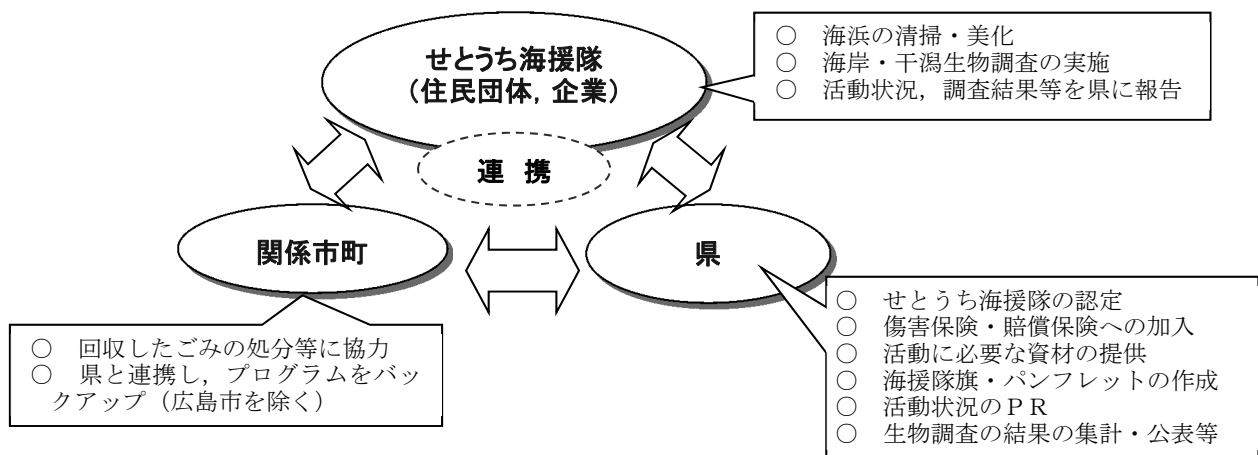 せとうち海援隊
（住民団体，企業）
○　海浜の清掃・美化
○　海岸・干潟生物調査の実施
○　活動状況，調査結果等を県に報告
連　携
関係市町
県
○　回収したごみの処分等に協力
○　県と連携し，プログラムをバッ
クアップ（広島市を除く）
○　せとうち海援隊の認定
○　傷害保険・賠償保険への加入
○　活動に必要な資材の提供
○　海援隊旗・パンフレットの作成
○　活動状況のＰＲ
○　生物調査の結果の集計・公表等